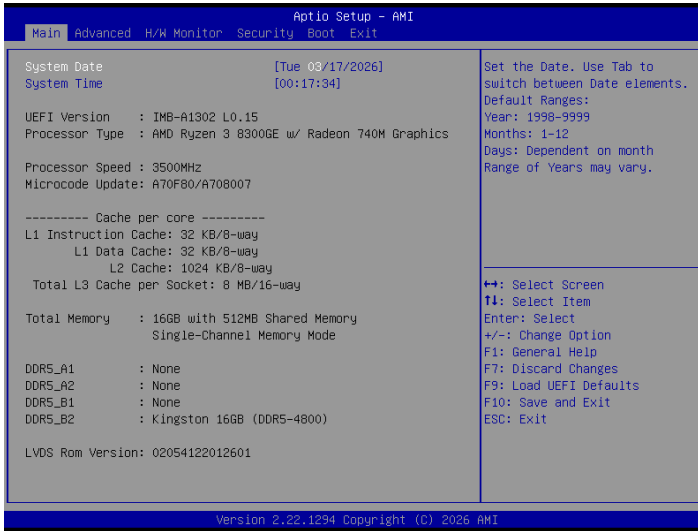 Aptio Setup - AMI
Main Advanced H/W Monitor Security Boot Exit
System Date [Tue 03/17/2026]
System Time [00:17:34]
UEFI Version : IMB-A1302 L0.15
Processor Type : AMD Ryzen 3 8300GE w/ Radeon 740M Graphics
Processor Speed : 3500MHz
Microcode Update: A70F80/A708007
--------- Cache per core ---------
L1 Instruction Cache: 32 KB/8-way
L1 Data Cache: 32 KB/8-way
L2 Cache: 1024 KB/8-way
Total L3 Cache per Socket: 8 MB/16-way
Total Memory : 16GB with 512MB Shared Memory
Single-Channel Memory Mode
DDR5_A1 : None
DDR5_A2 : None
DDR5_B1 : None
DDR5_B2 : Kingston 16GB (DDR5-4800)
LVDS Rom Version: 02054122012601
Set the Date. Use Tab to
switch between Date elements.
Default Ranges:
Year: 1998-9999
Months: 1-12
Days: Dependent on month
Range of Years may vary.
↔: Select Screen
↑↓: Select Item
Enter: Select
+/-: Change Option
F1: General Help
F7: Discard Changes
F9: Load UEFI Defaults
F10: Save and Exit
ESC: Exit
Version 2.22.1294 Copyright (C) 2026 AMI